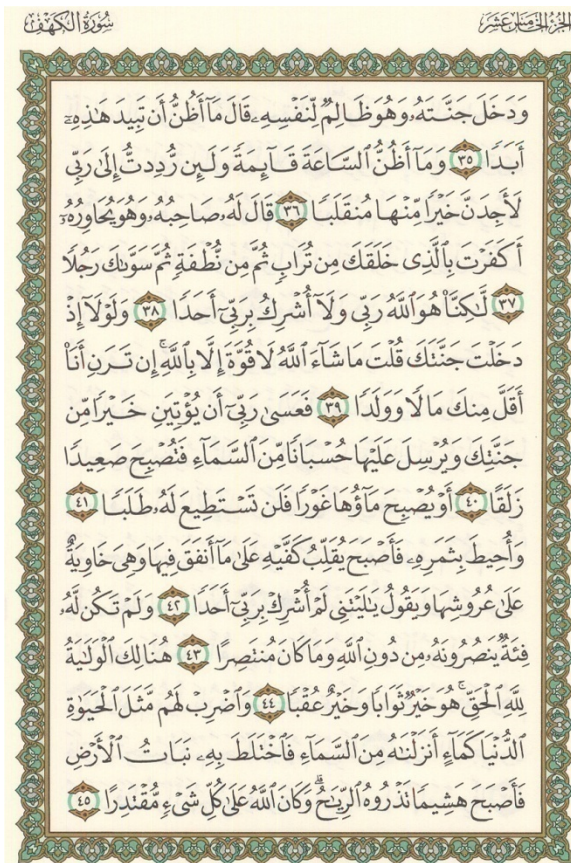 الجزء الخامس عشر
سورة الكهف
وَدَخَلَ جَنَّتَهُۥ وَهُوَ ظَالِمٌ لِّنَفْسِهِۦ قَالَ مَآ أَظُنُّ أَن تَبِيدَ هَٰذِهِۦٓ
أَبَدًا ٣٥ وَمَآ أَظُنُّ ٱلسَّاعَةَ قَآئِمَةً وَلَئِن رُّدِدتُّ إِلَىٰ رَبِّى
لَأَجِدَنَّ خَيْرًا مِّنْهَا مُنقَلَبًا ٣٦ قَالَ لَهُۥ صَاحِبُهُۥ وَهُوَ يُحَاوِرُهُۥٓ
أَكَفَرْتَ بِٱلَّذِى خَلَقَكَ مِن تُرَابٍ ثُمَّ مِن نُّطْفَةٍ ثُمَّ سَوَّىٰكَ رَجُلًا
٣٧ لَّٰكِنَّا۠ هُوَ ٱللَّهُ رَبِّى وَلَآ أُشْرِكُ بِرَبِّىٓ أَحَدًا ٣٨ وَلَوْلَآ إِذْ
دَخَلْتَ جَنَّتَكَ قُلْتَ مَا شَآءَ ٱللَّهُ لَا قُوَّةَ إِلَّا بِٱللَّهِ ۚ إِن تَرَنِ أَنَا۠
أَقَلَّ مِنكَ مَالًا وَوَلَدًا ٣٩ فَعَسَىٰ رَبِّىٓ أَن يُؤْتِيَنِ خَيْرًا مِّن
جَنَّتِكَ وَيُرْسِلَ عَلَيْهَا حُسْبَانًا مِّنَ ٱلسَّمَآءِ فَتُصْبِحَ صَعِيدًا
زَلَقًا ٤٠ أَوْ يُصْبِحَ مَآؤُهَا غَوْرًا فَلَن تَسْتَطِيعَ لَهُۥ طَلَبًا ٤١
وَأُحِيطَ بِثَمَرِهِۦ فَأَصْبَحَ يُقَلِّبُ كَفَّيْهِ عَلَىٰ مَآ أَنفَقَ فِيهَا وَهِىَ خَاوِيَةٌ
عَلَىٰ عُرُوشِهَا وَيَقُولُ يَٰلَيْتَنِى لَمْ أُشْرِكْ بِرَبِّىٓ أَحَدًا ٤٢ وَلَمْ تَكُن لَّهُۥ
فِئَةٌ يَنصُرُونَهُۥ مِن دُونِ ٱللَّهِ وَمَا كَانَ مُنتَصِرًا ٤٣ هُنَالِكَ ٱلْوَلَٰيَةُ
لِلَّهِ ٱلْحَقِّ ۚ هُوَ خَيْرٌ ثَوَابًا وَخَيْرٌ عُقْبًا ٤٤ وَٱضْرِبْ لَهُم مَّثَلَ ٱلْحَيَوٰةِ
ٱلدُّنْيَا كَمَآءٍ أَنزَلْنَٰهُ مِنَ ٱلسَّمَآءِ فَٱخْتَلَطَ بِهِۦ نَبَاتُ ٱلْأَرْضِ
فَأَصْبَحَ هَشِيمًا تَذْرُوهُ ٱلرِّيَٰحُ ۗ وَكَانَ ٱللَّهُ عَلَىٰ كُلِّ شَىْءٍ مُّقْتَدِرًا ٤٥